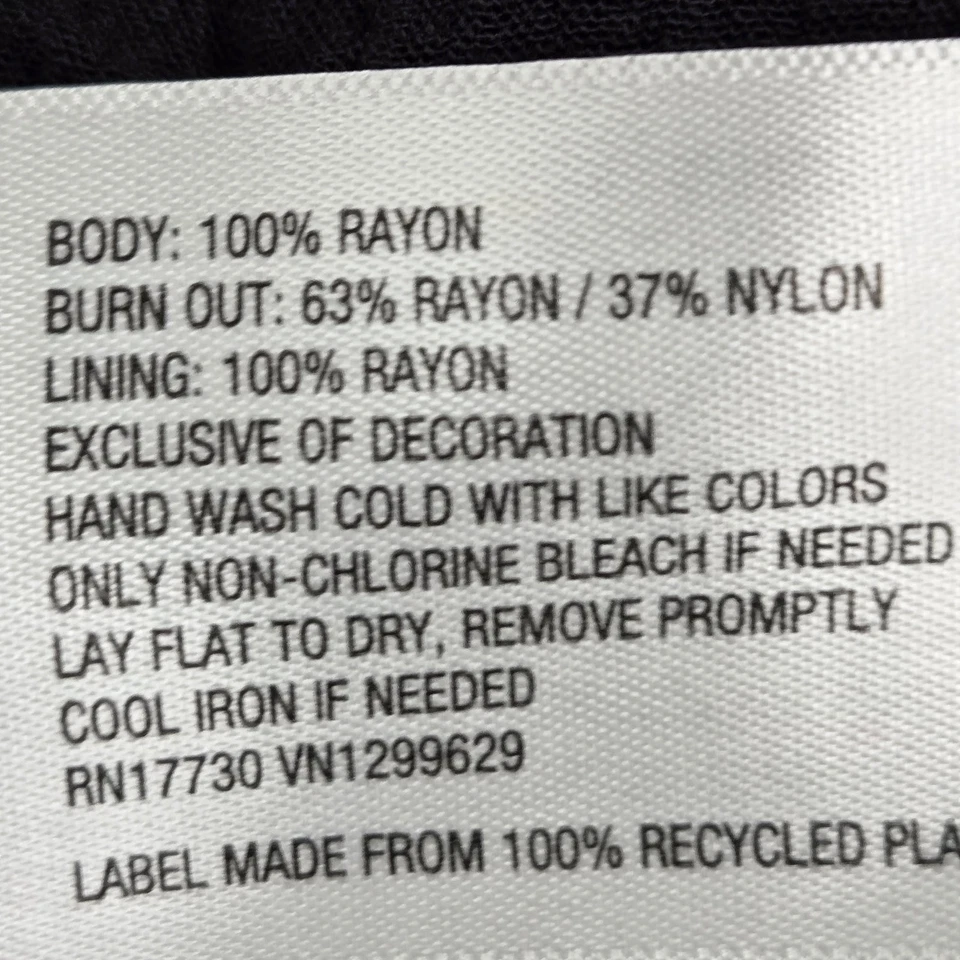 BODY: 100% RAYON
BURN OUT: 63% RAYON / 37% NYLON
LINING: 100% RAYON
EXCLUSIVE OF DECORATION
HAND WASH COLD WITH LIKE COLORS
ONLY NON-CHLORINE BLEACH IF NEEDED
LAY FLAT TO DRY, REMOVE PROMPTLY
COOL IRON IF NEEDED
RN17730 VN1299629
LABEL MADE FROM 100% RECYCLED PLA